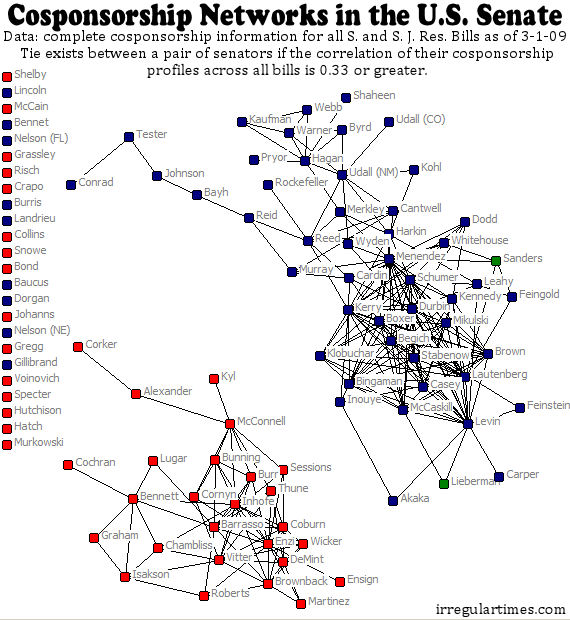 Cosponsorship Networks in the U.S. Senate
Data: complete cosponsorship information for all S. and S. J. Res. Bills as of 3-1-09
Tie exists between a pair of senators if the correlation of their cosponsorship
profiles across all bills is 0.33 or greater.
Shelby
Lincoln
McCain
Bennet
Nelson (FL)
Grassley
Risch
Crapo
Burris
Landrieu
Collins
Snowe
Bond
Baucus
Dorgan
Johanns
Nelson (NE)
Gregg
Gillibrand
Voinovich
Specter
Hutchison
Hatch
Murkowski
Shaheen
Webb
Kaufman
Warner
Byrd
Udall (CO)
Tester
Pryor
Hagan
Udall (NM)
Kohl
Conrad
Johnson
Rockefeller
Bayh
Reid
Merkley
Cantwell
Dodd
Harkin
Reed
Wyden
Whitehouse
Menendez
Sanders
Murray
Cardin
Schumer
Leahy
Kennedy
Feingold
Kerry
Durbin
Boxer
Mikulski
Begich
Klobuchar
Stabenow
Brown
Lautenberg
Bingaman
Casey
Inouye
McCaskill
Feinstein
Levin
Carper
Lieberman
Akaka
Corker
Kyl
Alexander
McConnell
Cochran
Lugar
Bunning
Sessions
Burr
Thune
Bennett
Cornyn
Inhofe
Barrasso
Coburn
Graham
Chambliss
Enzi
Wicker
Vitter
DeMint
Isakson
Brownback
Ensign
Roberts
Martinez
irregulartimes.com